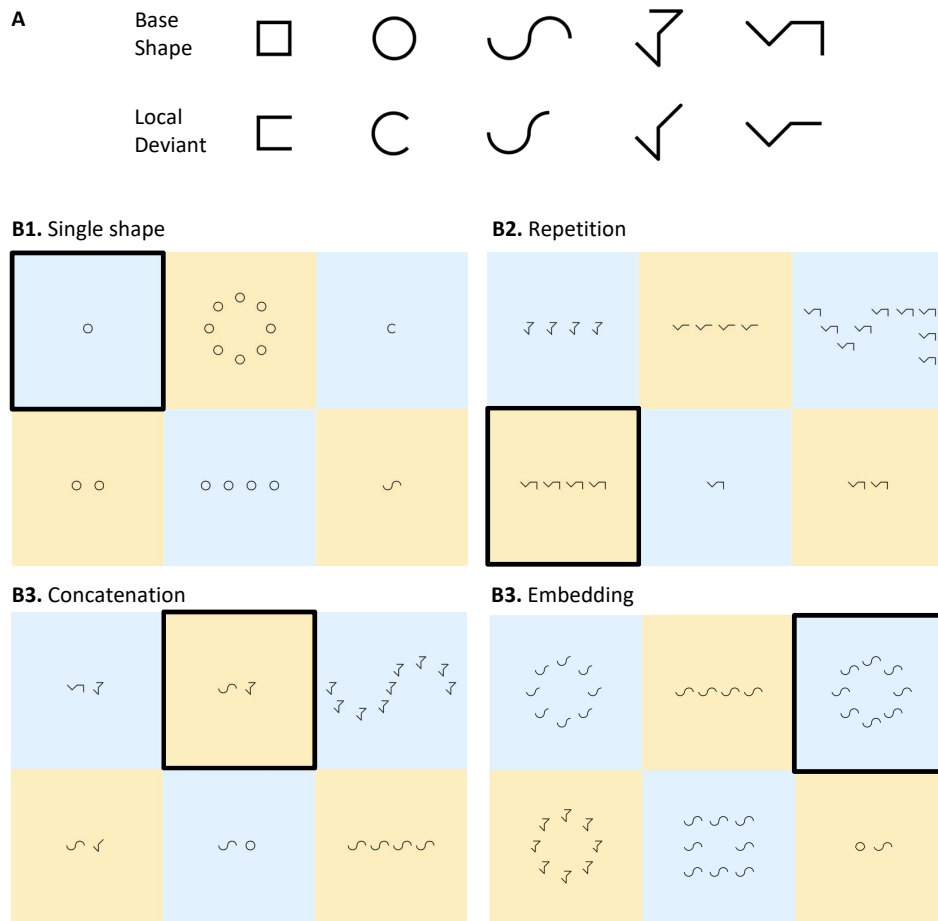 A
Base
Shape
Local
Deviant
B1. Single shape
B2. Repetition
B3. Concatenation
B3. Embedding